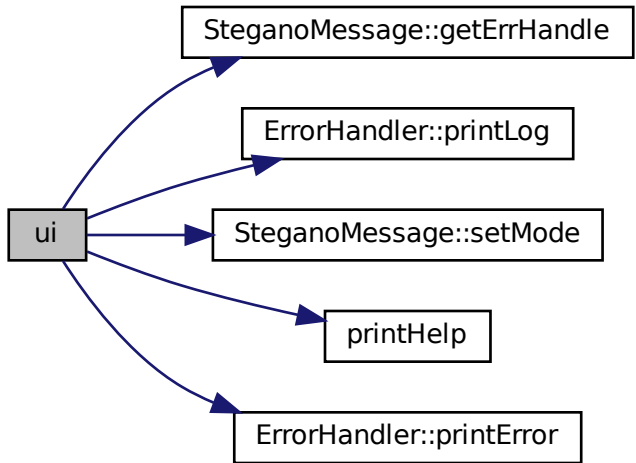 SteganoMessage::getErrHandle
ErrorHandler::printLog
ui
SteganoMessage::setMode
printHelp
ErrorHandler::printError